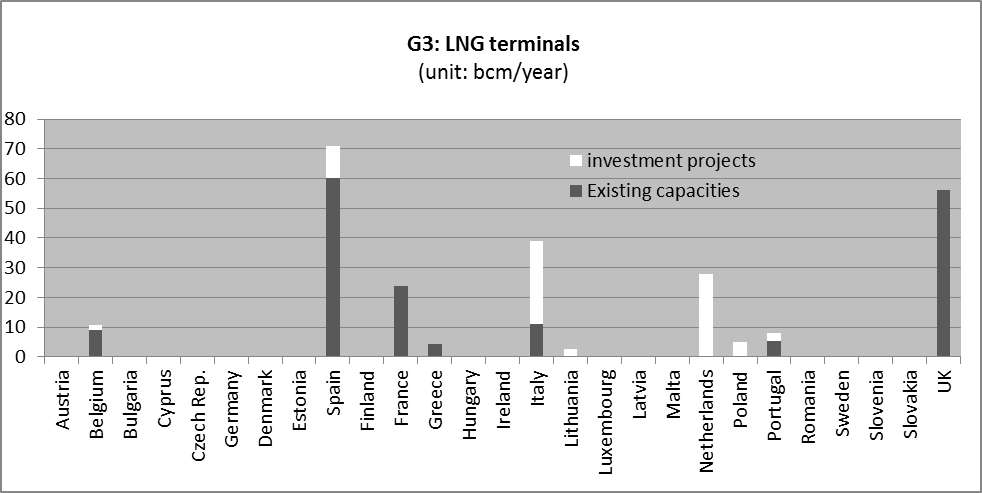 G3: LNG terminals
(unit: bcm/year)
80
70
60
50
40
30
20
10
0
investment projects
Existing capacities
Austria
Belgium
Bulgaria
Cyprus
Czech Rep.
Germany
Denmark
Estonia
Spain
Finland
France
Greece
Hungary
Ireland
Italy
Lithuania
Luxembourg
Latvia
Malta
Netherlands
Poland
Portugal
Romania
Sweden
Slovenia
Slovakia
UK